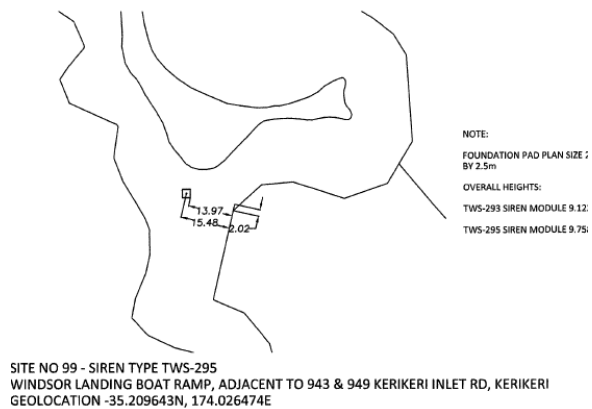 NOTE:
FOUNDATION PAD PLAN SIZE
BY 2.5m
OVERALL HEIGHTS:
TWS-293 SIREN MODULE
TWS-295 SIREN MODULE
13.97
15.48
2.02
SITE NO 99 - SIREN TYPE TWS-295
WINDSOR LANDING BOAT RAMP, ADJACENT TO 943 & 949 KERIKERI INLET RD, KERIKERI
GEOLOCATION -35.209643N, 174.026474E